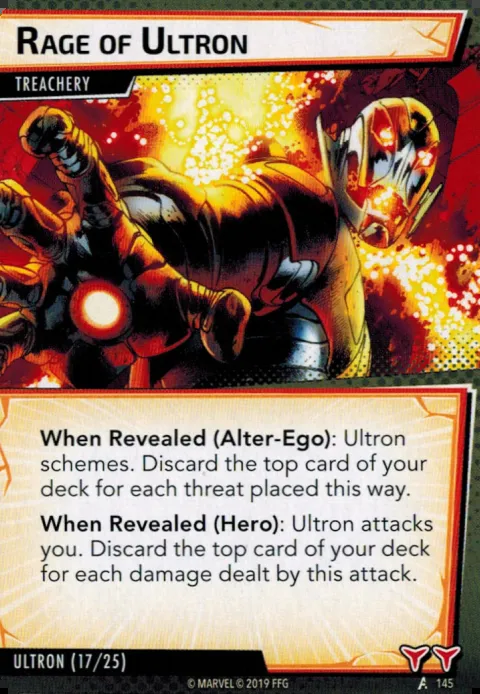 RAGE OF ULTRON
TREACHERY
When Revealed (Alter-Ego): Ultron
schemes. Discard the top card of your
deck for each threat placed this way.
When Revealed (Hero): Ultron attacks
you. Discard the top card of your deck
for each damage dealt by this attack.
ULTRON (17/25)
© MARVEL © 2019 FFG
A 145